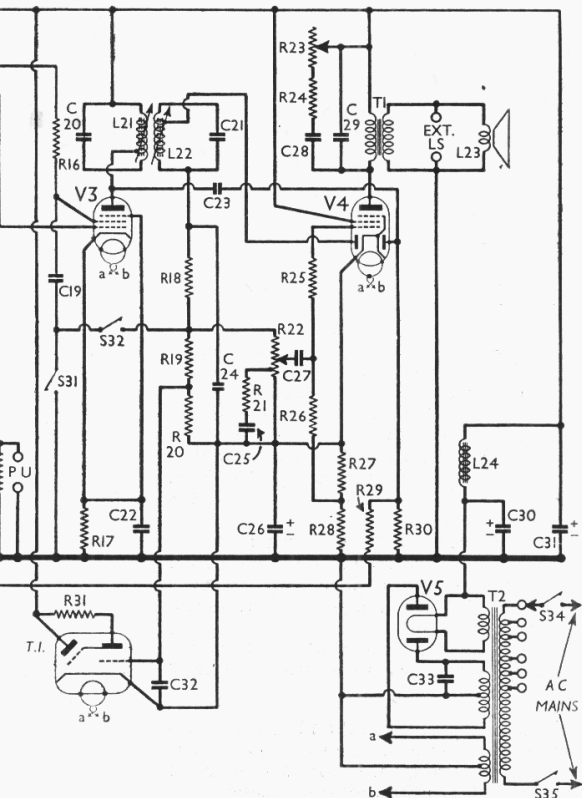 R23
R24
C
29
T1
C28
EXT.
LS
L23
C
20
L21
L22
C21
R16
C23
V3
V4
a b
a b
C19
R18
R25
S32
R22
R19
C
24
C27
S31
R
21
R26
R
20
C25
R27
L24
P U
R29
R17
C22
C26
+
–
R28
R30
+
–
C30
+
–
C31
R31
V5
T2
S34
T.I.
C32
C33
A C
MAINS
a
b
a b
S35